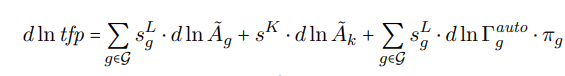 d ln tfp = ∑_{g∈𝒢} s_g^L · d ln Ã_g + s^K · d ln Ã_k + ∑_{g∈𝒢} s_g^L · d ln Γ_g^{auto} · π_g